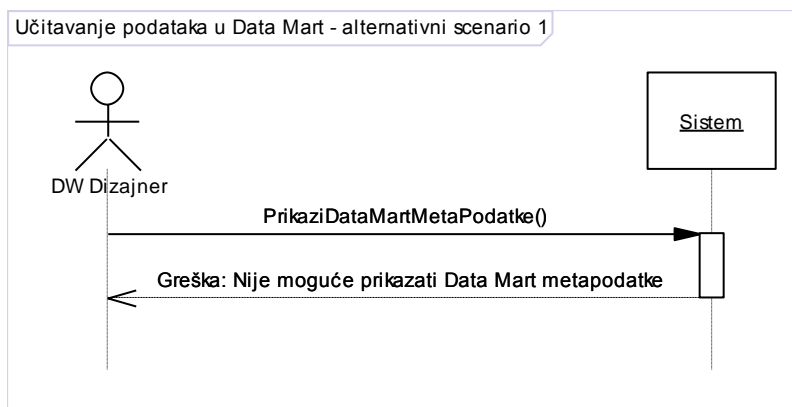 Učitavanje podataka u Data Mart - alternativni scenario 1
Sistem
DW Dizajner
PrikaziDataMartMetaPodatke()
Greška: Nije moguće prikazati Data Mart metapodatke